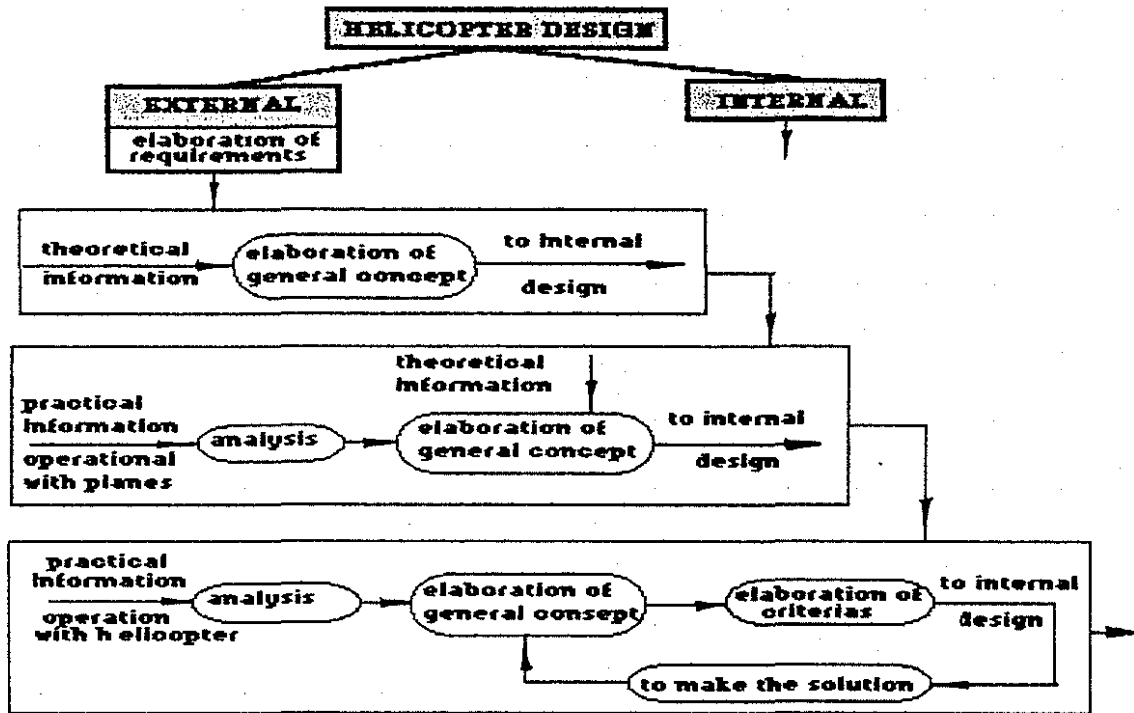 HELICOPTER DESIGN
EXTERNAL
INTERNAL
elaboration of
requirements
theoretical
information
elaboration of
general concept
to internal
design
theoretical
information
practical
information
operational
with planes
analysis
elaboration of
general concept
to internal
design
practical
information
operation
with helicopter
analysis
elaboration of
general consept
elaboration of
criterias
to internal
design
to make the solution